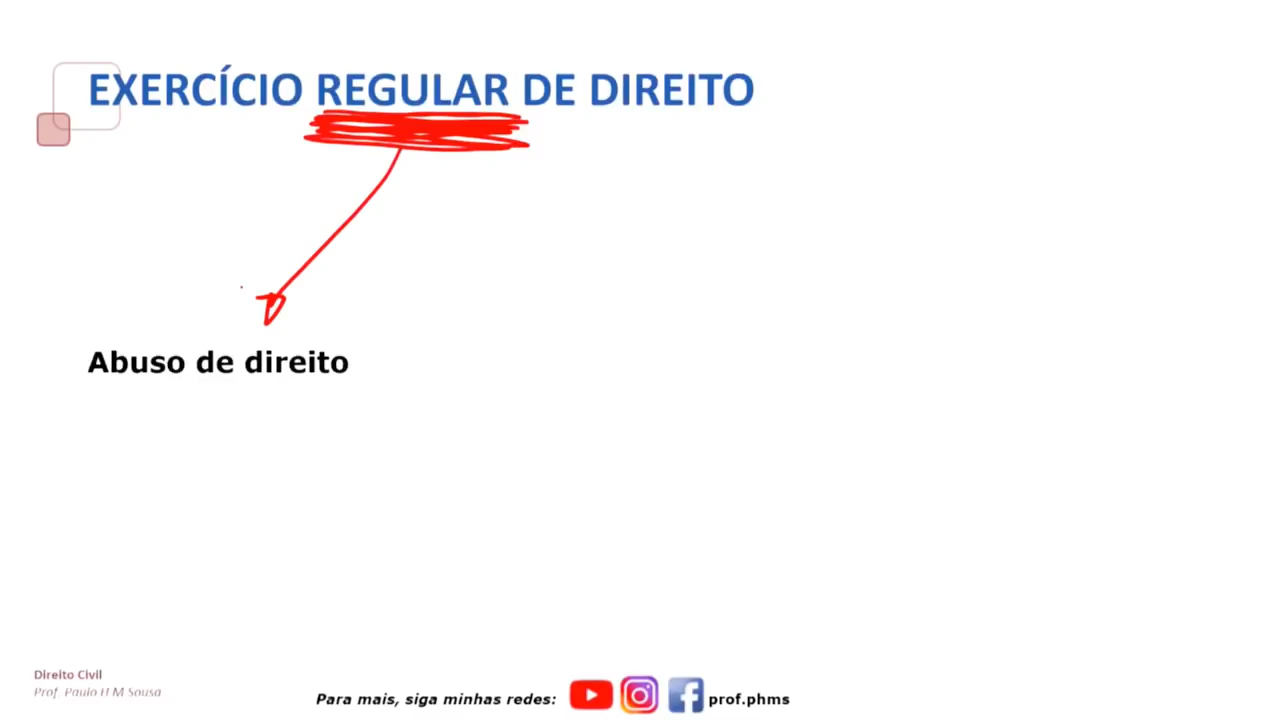 EXERCÍCIO REGULAR DE DIREITO
Abuso de direito
Direito Civil
Prof. Paulo H M Sousa
Para mais, siga minhas redes: prof.phms